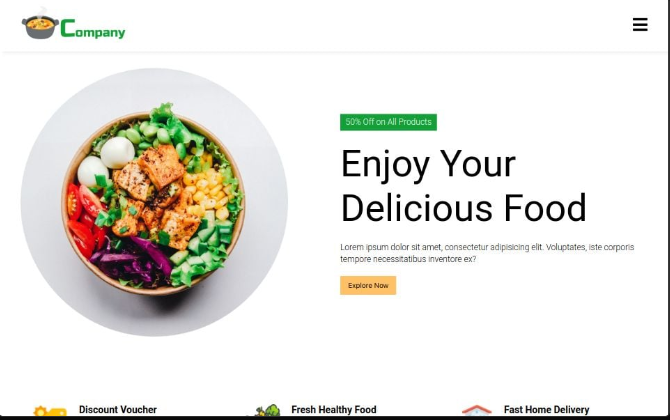 Company
50% Off on All Products
Enjoy Your
Delicious Food
Lorem ipsum dolor sit amet, consectetur adipisicing elit. Voluptates, iste corporis
tempore necessitatibus inventore ex?
Explore Now
Discount Voucher
Fresh Healthy Food
Fast Home Delivery